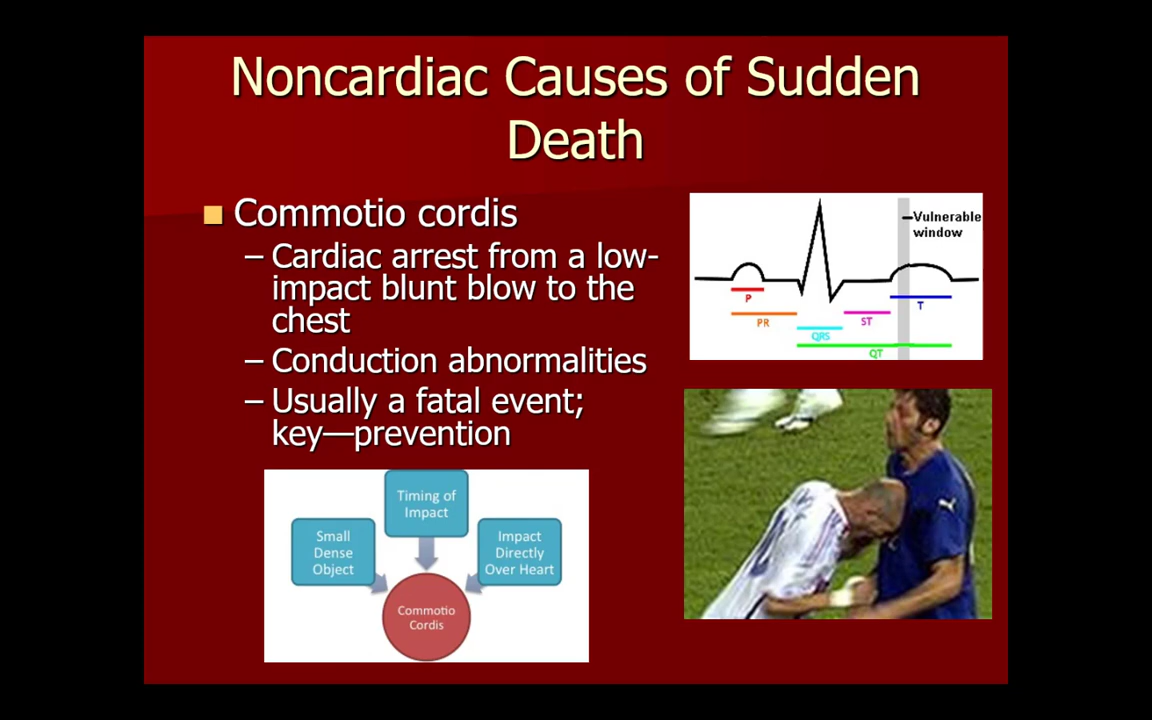 Noncardiac Causes of Sudden
Death
Commotio cordis
– Cardiac arrest from a low-
impact blunt blow to the
chest
– Conduction abnormalities
– Usually a fatal event;
key—prevention
Vulnerable
window
P
PR
QRS
ST
T
QT
Timing of
Impact
Small
Dense
Object
Impact
Directly
Over Heart
Commotio
Cordis